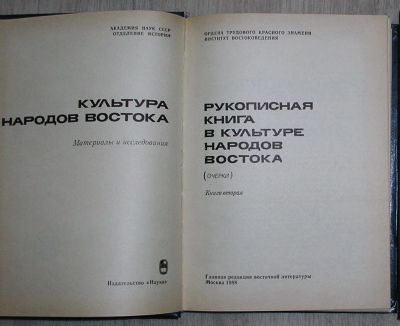 АКАДЕМИЯ НАУК СССР
ОТДЕЛЕНИЕ ИСТОРИИ
КУЛЬТУРА
НАРОДОВ ВОСТОКА
Материалы и исследования
Издательство «Наука»
ОРДЕНА ТРУДОВОГО КРАСНОГО ЗНАМЕНИ
ИНСТИТУТ ВОСТОКОВЕДЕНИЯ
РУКОПИСНАЯ
КНИГА
В КУЛЬТУРЕ
НАРОДОВ
ВОСТОКА
(ОЧЕРКИ)
Книга вторая
Главная редакция восточной литературы
Москва 1988